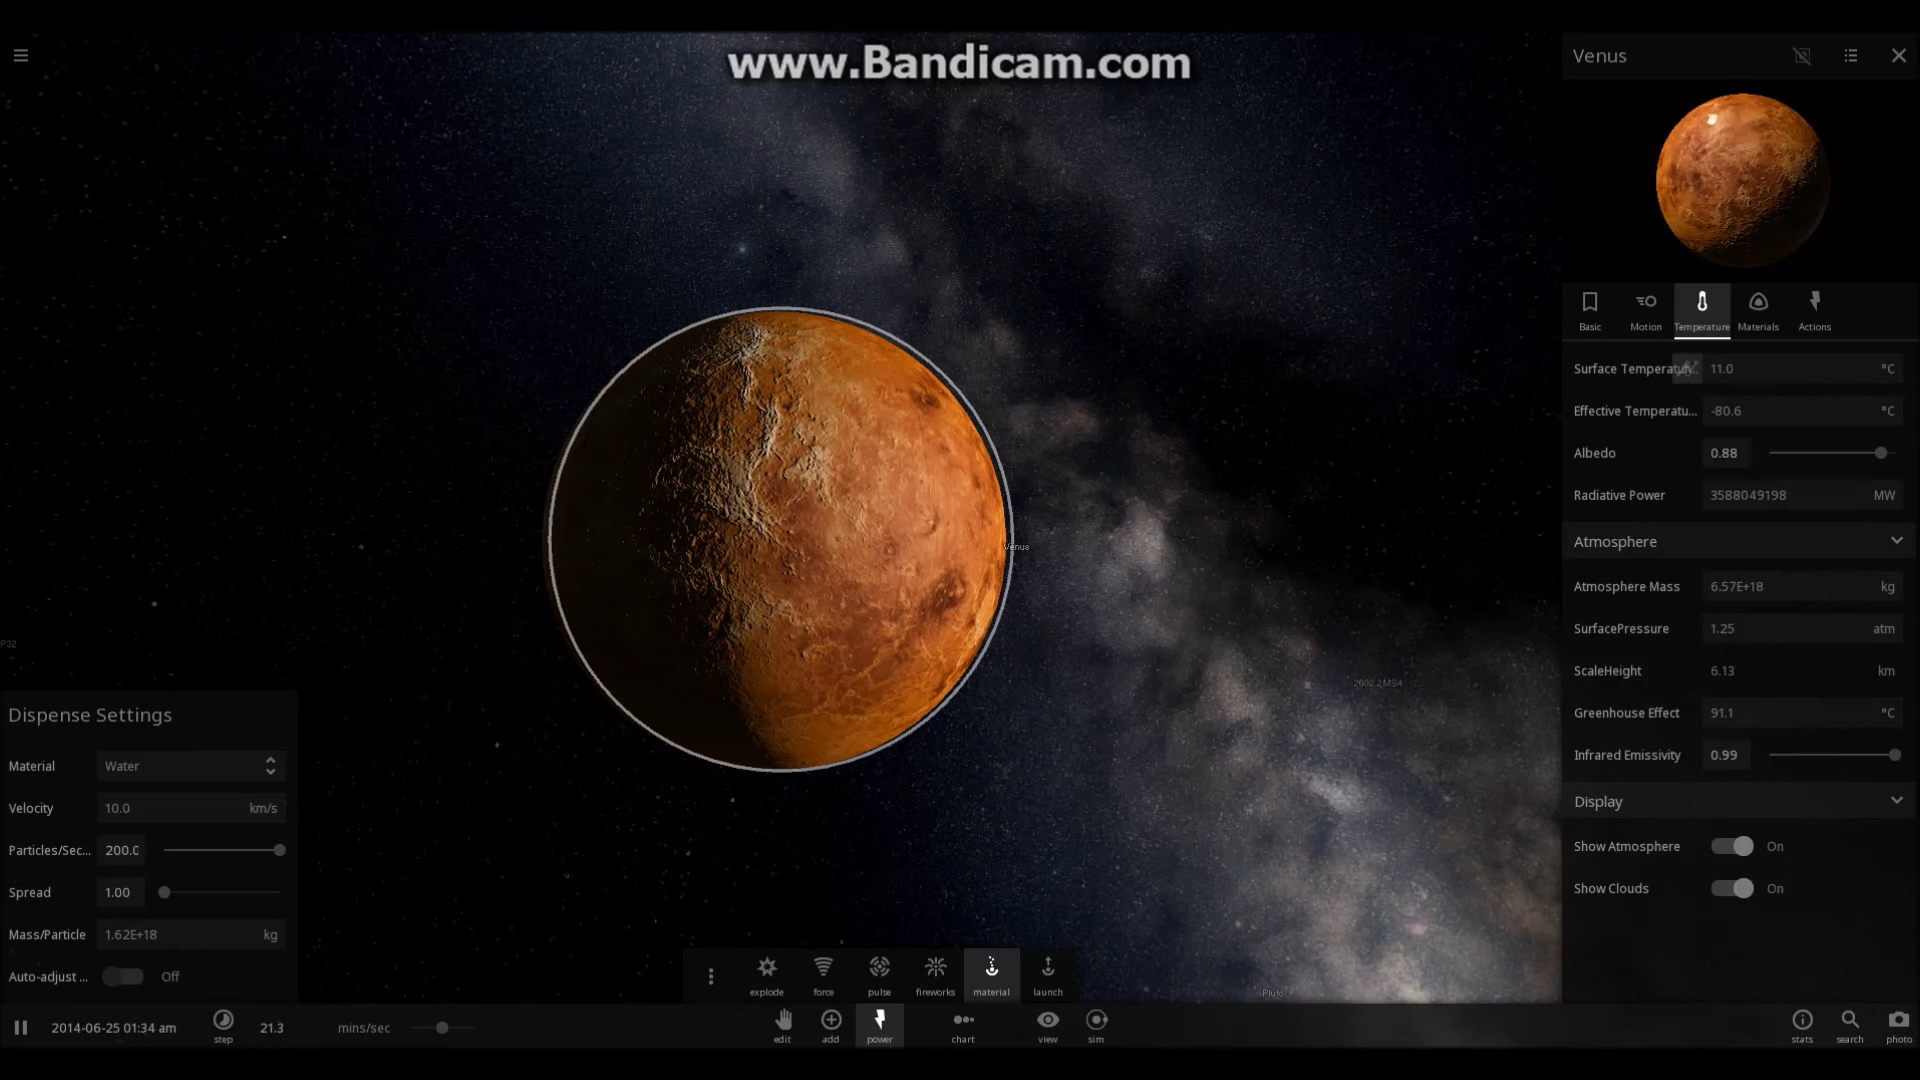 www.Bandicam.com
Venus
Basic
Motion
Temperature
Materials
Actions
Surface Temperatur... 11.0 °C
Effective Temperatu... -80.6 °C
Albedo 0.88
Radiative Power 3588049198 MW
Atmosphere
Atmosphere Mass 6.57E+18 kg
SurfacePressure 1.25 atm
ScaleHeight 6.13 km
Greenhouse Effect 91.1 °C
Infrared Emissivity 0.99
Display
Show Atmosphere On
Show Clouds On
Venus
P32
2002 2MS4
Pluto
Dispense Settings
Material Water
Velocity 10.0 km/s
Particles/Sec... 200.0
Spread 1.00
Mass/Particle 1.62E+18 kg
Auto-adjust ... Off
explode
force
pulse
fireworks
material
launch
2014-06-25 01:34 am
step
21.3
mins/sec
edit
add
power
chart
view
sim
stats
search
photo